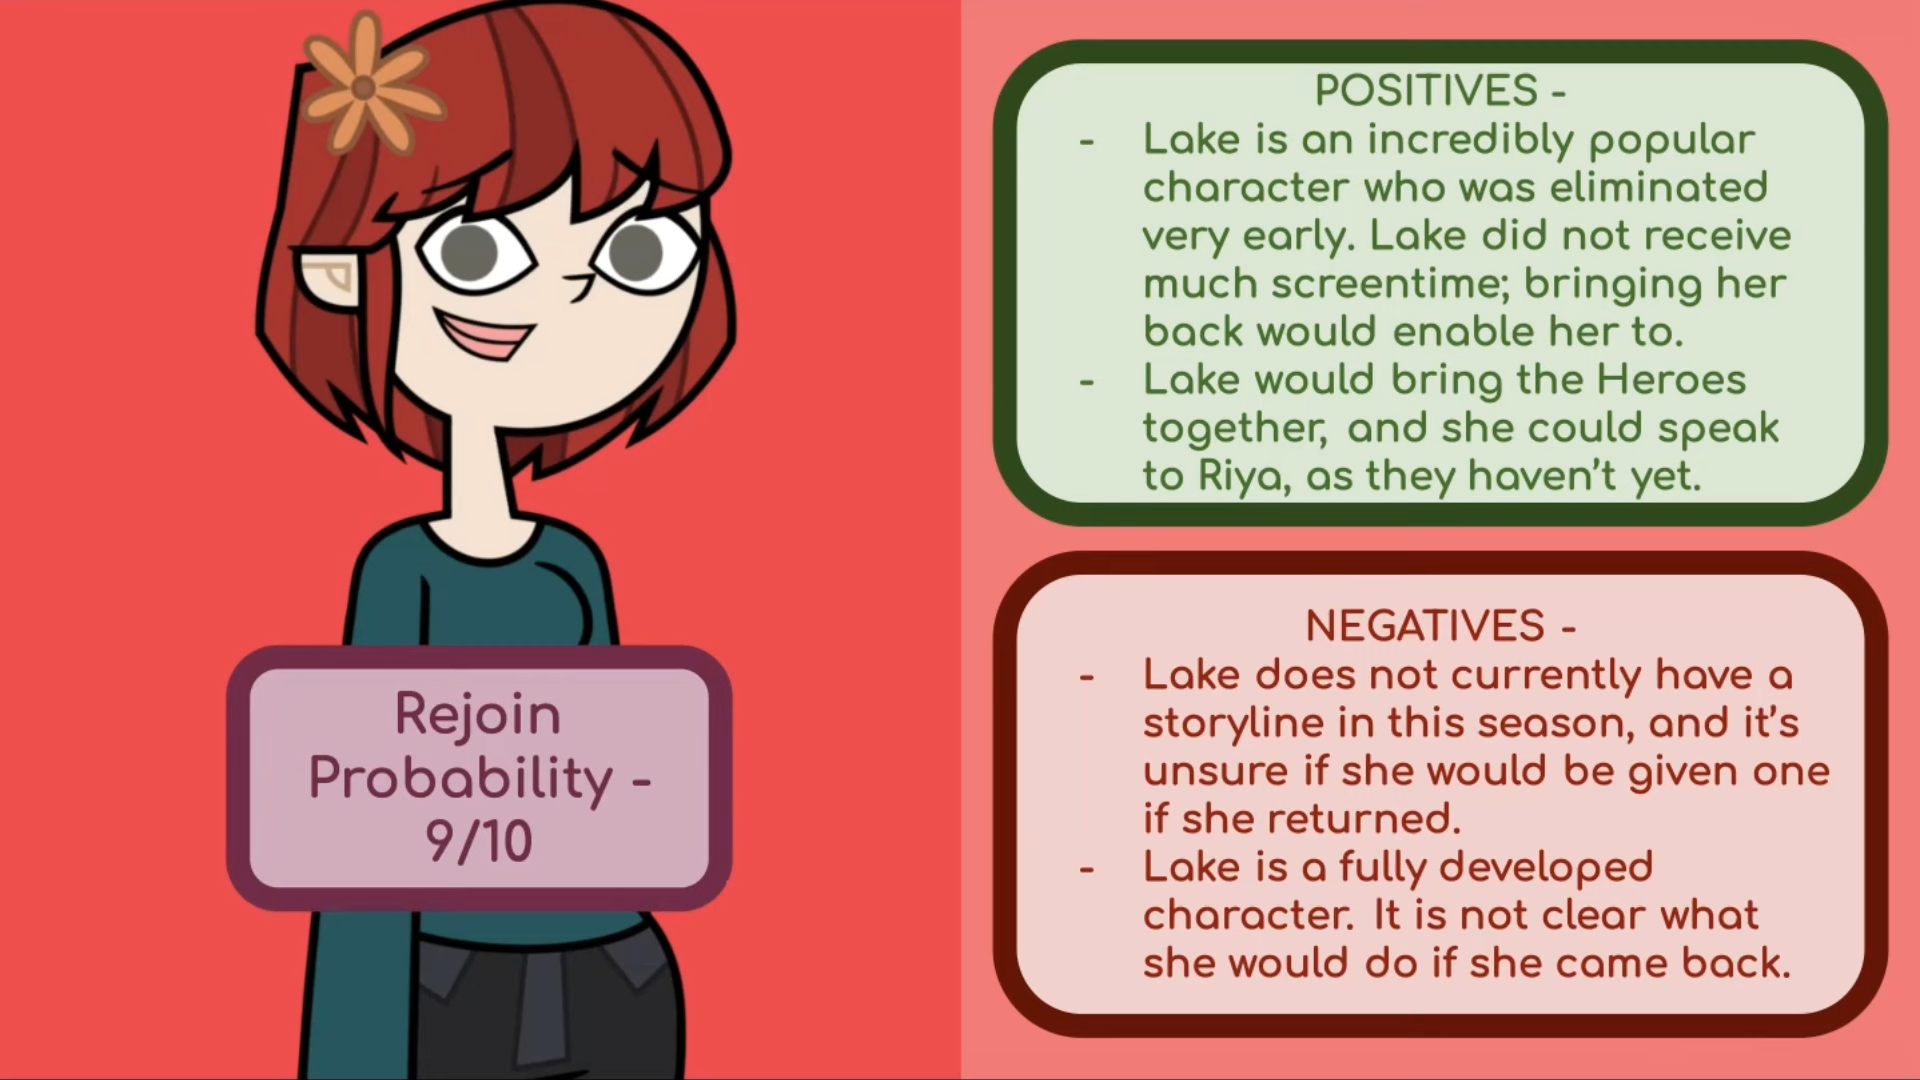 POSITIVES -
- Lake is an incredibly popular
character who was eliminated
very early. Lake did not receive
much screentime; bringing her
back would enable her to.
- Lake would bring the Heroes
together, and she could speak
to Riya, as they haven't yet.
Rejoin
Probability -
9/10
NEGATIVES -
- Lake does not currently have a
storyline in this season, and it's
unsure if she would be given one
if she returned.
- Lake is a fully developed
character. It is not clear what
she would do if she came back.